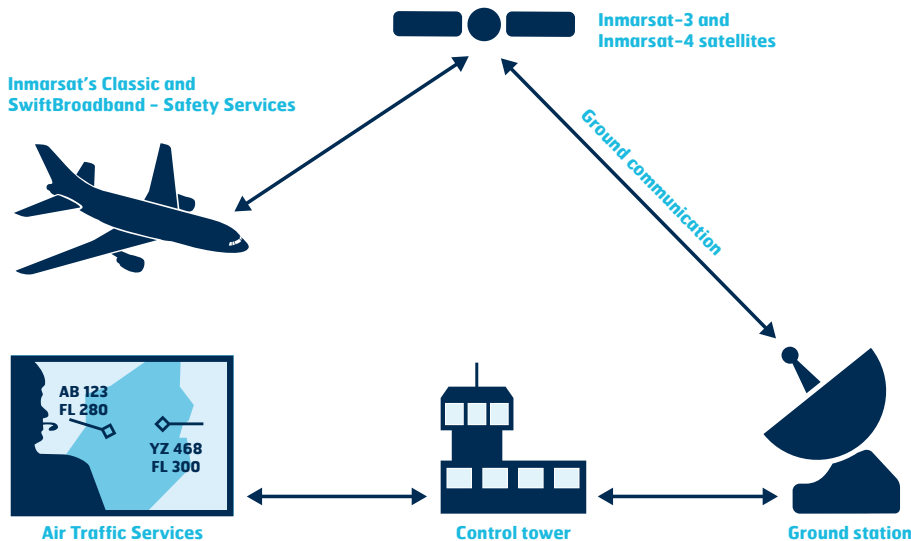 Inmarsat-3 and
Inmarsat-4 satellites
Inmarsat's Classic and
SwiftBroadband - Safety Services
Ground communication
AB 123
FL 280
YZ 468
FL 300
Air Traffic Services
Control tower
Ground station